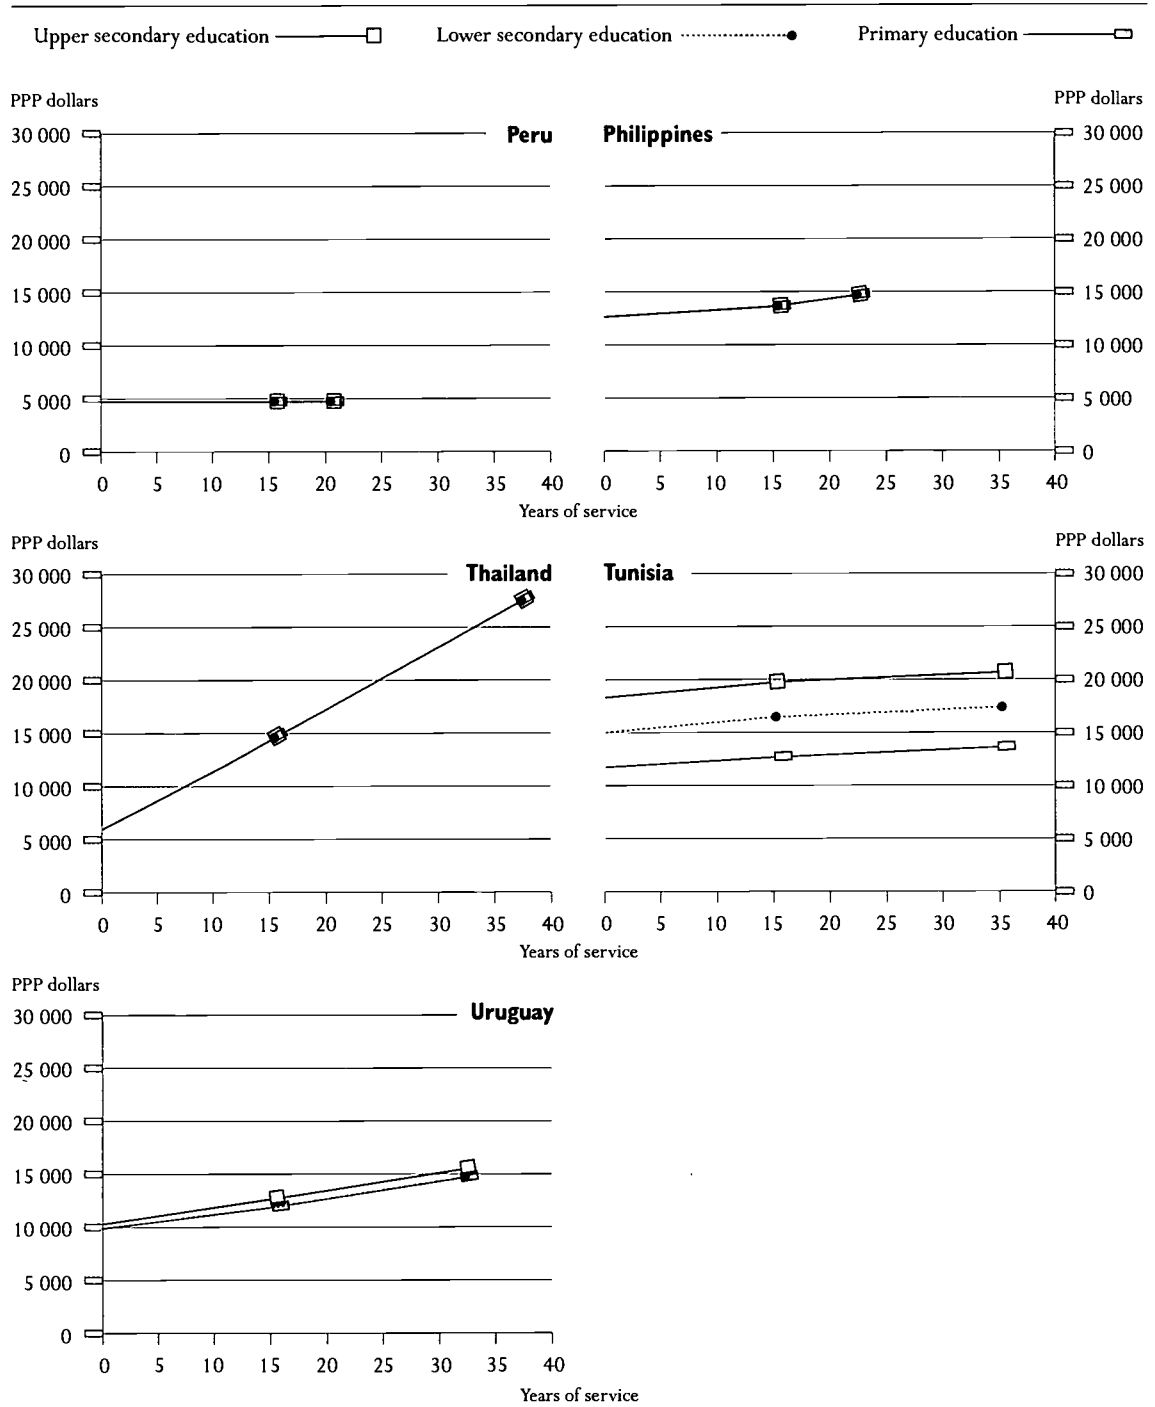 Upper secondary education Lower secondary education Primary education
PPP dollars PPP dollars
30 000 Peru Philippines 30 000
25 000 25 000
20 000 20 000
15 000 15 000
10 000 10 000
5 000 5 000
0 0
0 5 10 15 20 25 30 35 40 0 5 10 15 20 25 30 35 40
Years of service
PPP dollars PPP dollars
30 000 Thailand Tunisia 30 000
25 000 25 000
20 000 20 000
15 000 15 000
10 000 10 000
5 000 5 000
0 0
0 5 10 15 20 25 30 35 40 0 5 10 15 20 25 30 35 40
Years of service
PPP dollars
30 000 Uruguay
25 000
20 000
15 000
10 000
5 000
0
0 5 10 15 20 25 30 35 40
Years of service